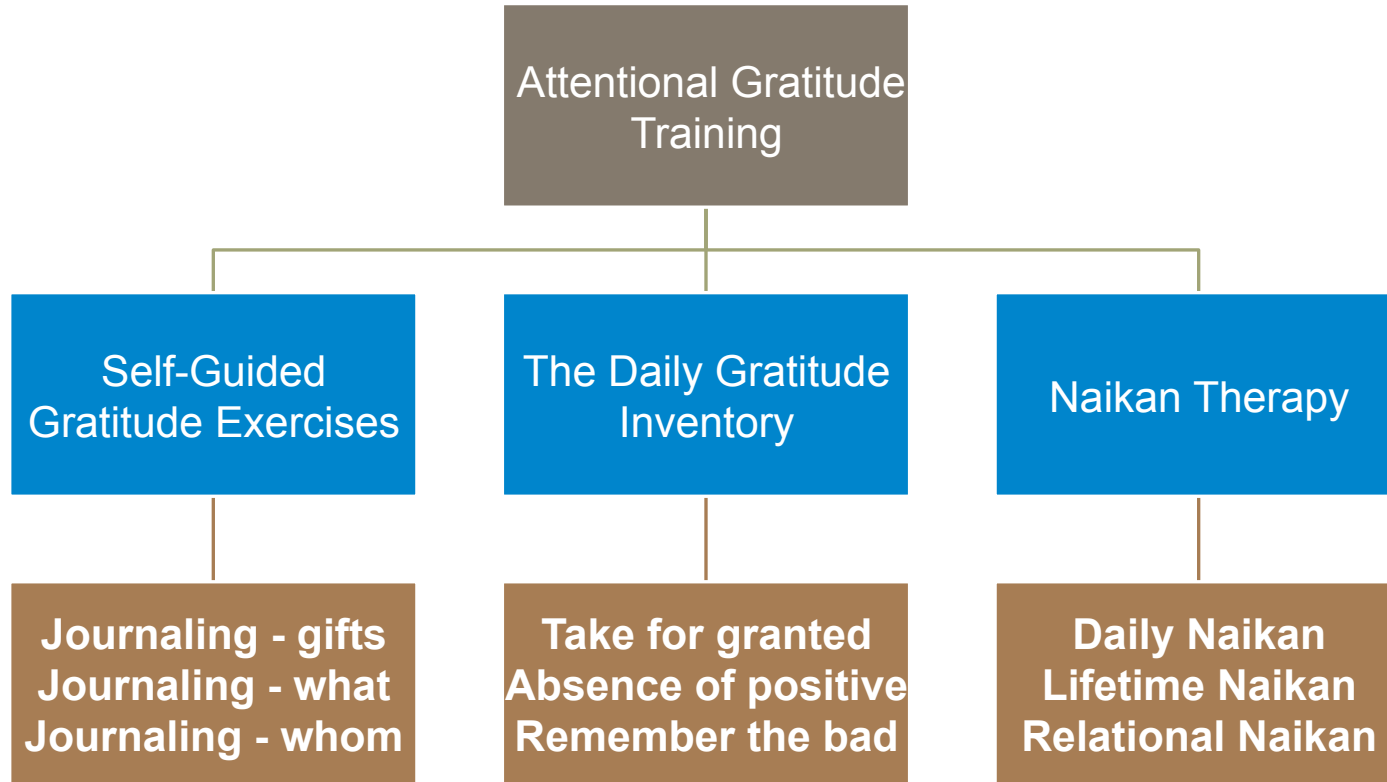 Attentional Gratitude
Training
Self-Guided
Gratitude Exercises
The Daily Gratitude
Inventory
Naikan Therapy
Journaling - gifts
Journaling - what
Journaling - whom
Take for granted
Absence of positive
Remember the bad
Daily Naikan
Lifetime Naikan
Relational Naikan